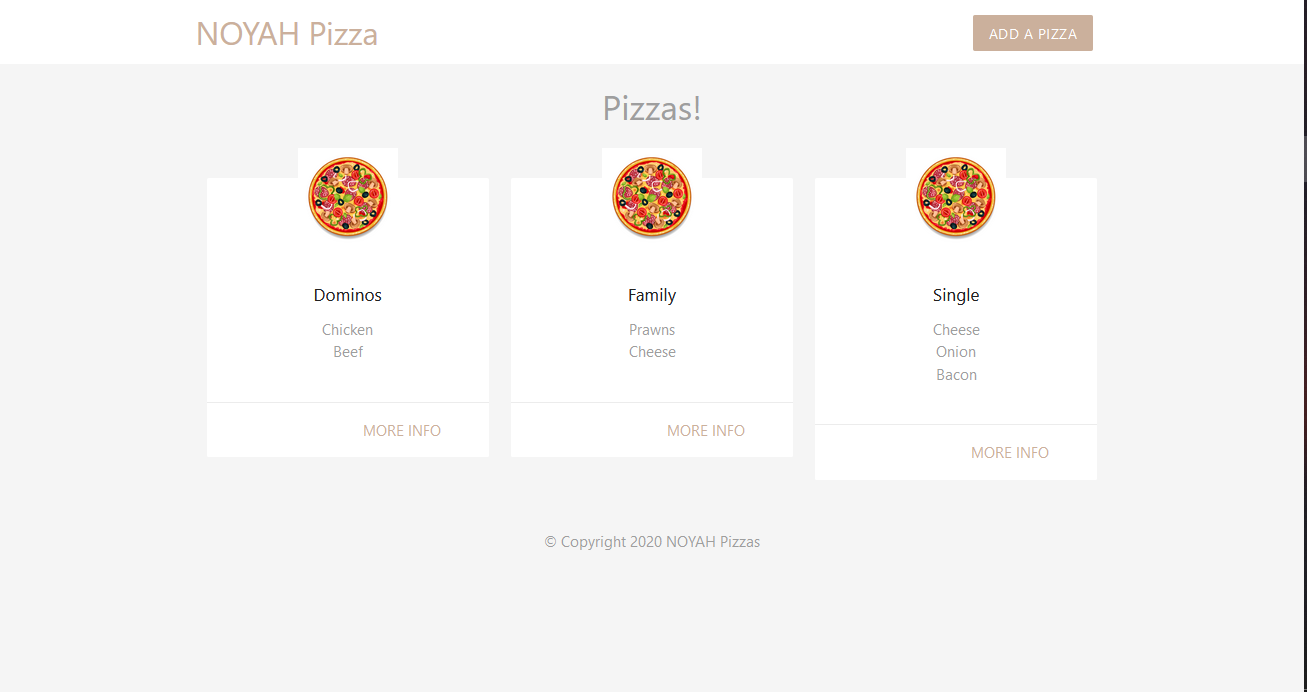 NOYAH Pizza
ADD A PIZZA
Pizzas!
Dominos
Chicken
Beef
MORE INFO
Family
Prawns
Cheese
MORE INFO
Single
Cheese
Onion
Bacon
MORE INFO
© Copyright 2020 NOYAH Pizzas